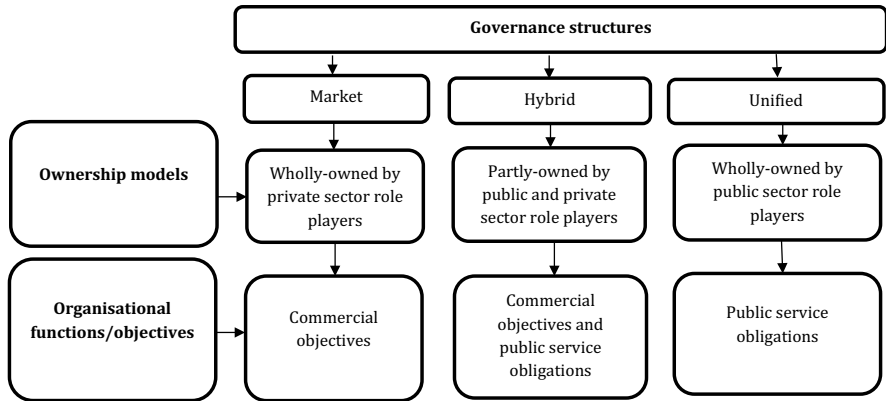 Governance structures
Market
Hybrid
Unified
Ownership models
Wholly-owned by
private sector role
players
Partly-owned by
public and private
sector role players
Wholly-owned by
public sector role
players
Organisational
functions/objectives
Commercial
objectives
Commercial
objectives and
public service
obligations
Public service
obligations